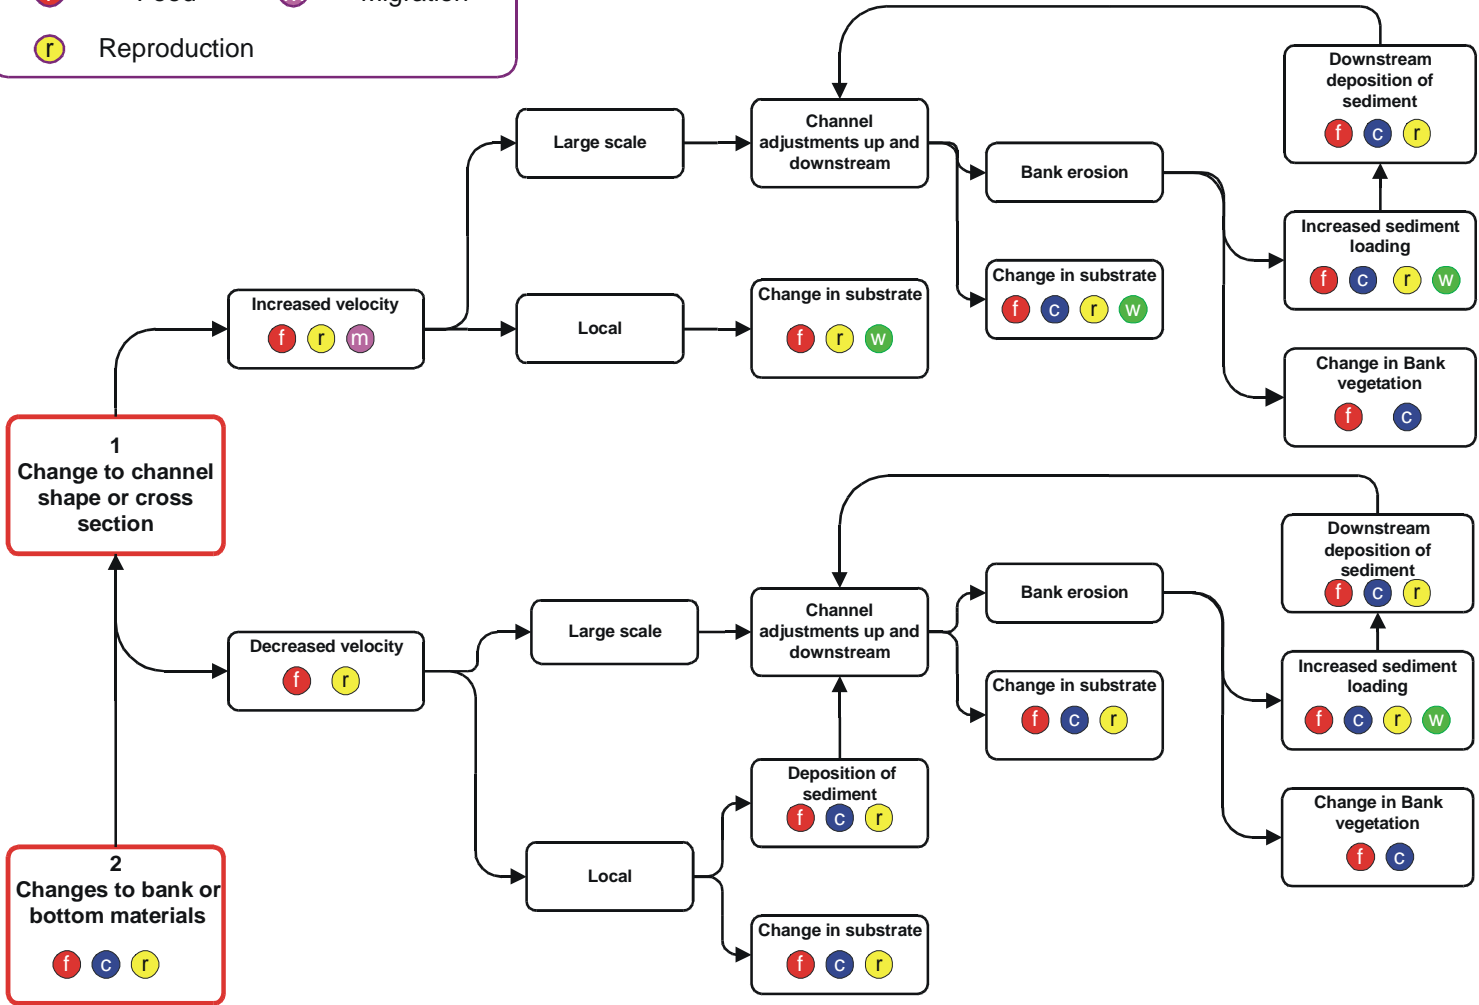 Reproduction
r
Large scale
Channel
adjustments up and
downstream
Bank erosion
Downstream
deposition of
sediment
f c r
Increased sediment
loading
f c r w
Change in substrate
f c r w
Change in Bank
vegetation
f c
Increased velocity
f r m
Local
Change in substrate
f r w
1
Change to channel
shape or cross
section
Decreased velocity
f r
Large scale
Channel
adjustments up and
downstream
Bank erosion
Downstream
deposition of
sediment
f c r
Increased sediment
loading
f c r w
Change in substrate
f c r
Change in Bank
vegetation
f c
Local
Deposition of
sediment
f c r
Change in substrate
f c r
2
Changes to bank or
bottom materials
f c r